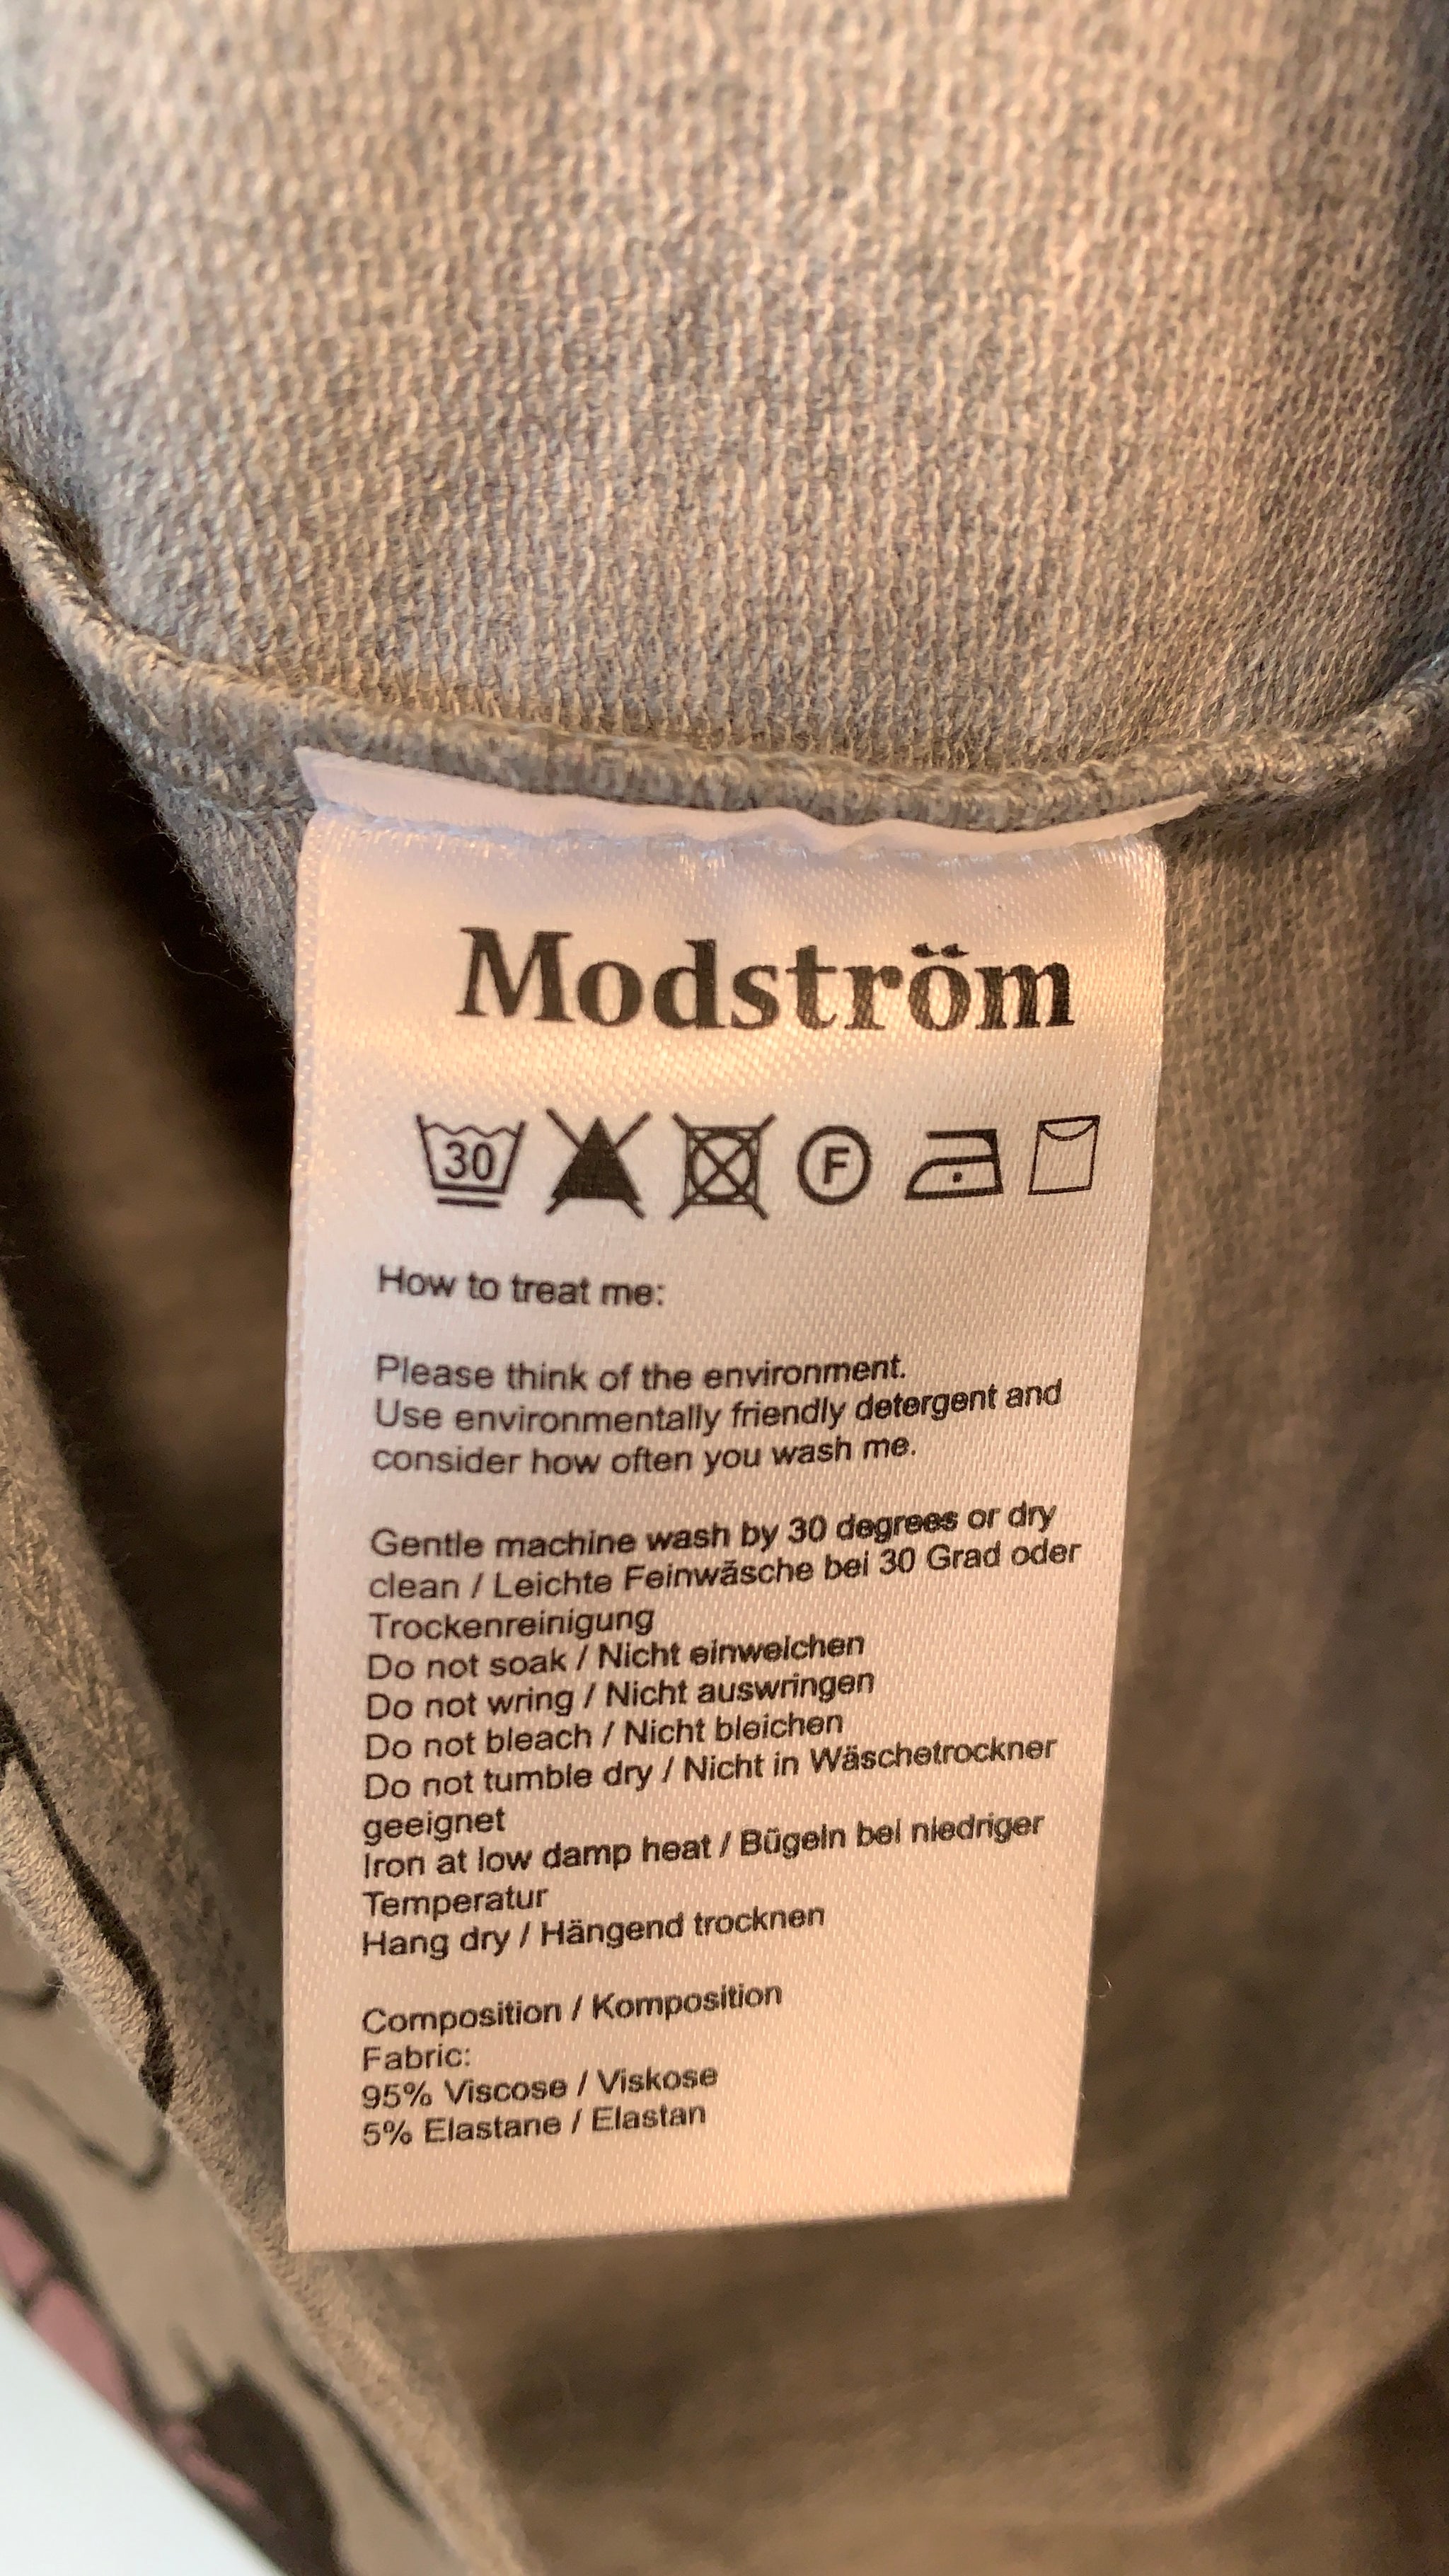 Modström
30
F
How to treat me:
Please think of the environment.
Use environmentally friendly detergent and
consider how often you wash me.
Gentle machine wash by 30 degrees or dry
clean / Leichte Feinwäsche bei 30 Grad oder
Trockenreinigung
Do not soak / Nicht einweichen
Do not wring / Nicht auswringen
Do not bleach / Nicht bleichen
Do not tumble dry / Nicht in Wäschetrockner
geeignet
Iron at low damp heat / Bügeln bei niedriger
Temperatur
Hang dry / Hängend trocknen
Composition / Komposition
Fabric:
95% Viscose / Viskose
5% Elastane / Elastan